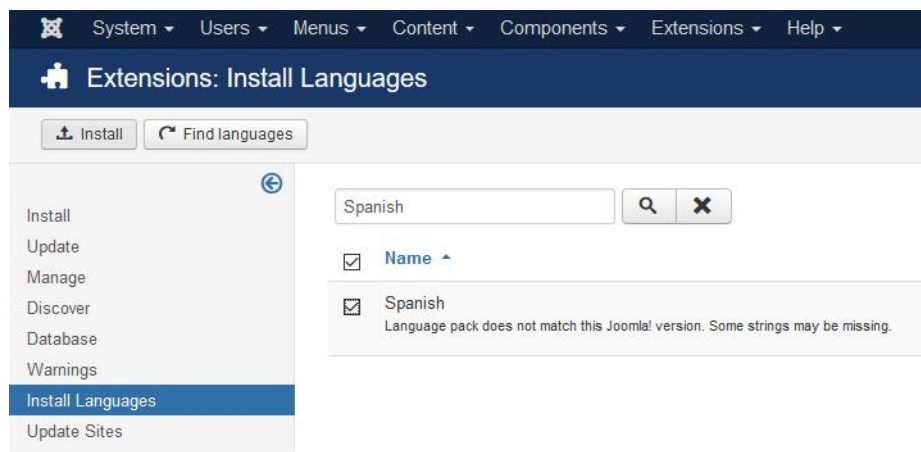 System Users Menus Content Components Extensions Help
Extensions: Install Languages
Install Find languages
Spanish
Install
Update
Manage
Discover
Database
Warnings
Install Languages
Update Sites
Name
Spanish
Language pack does not match this Joomla! version. Some strings may be missing.